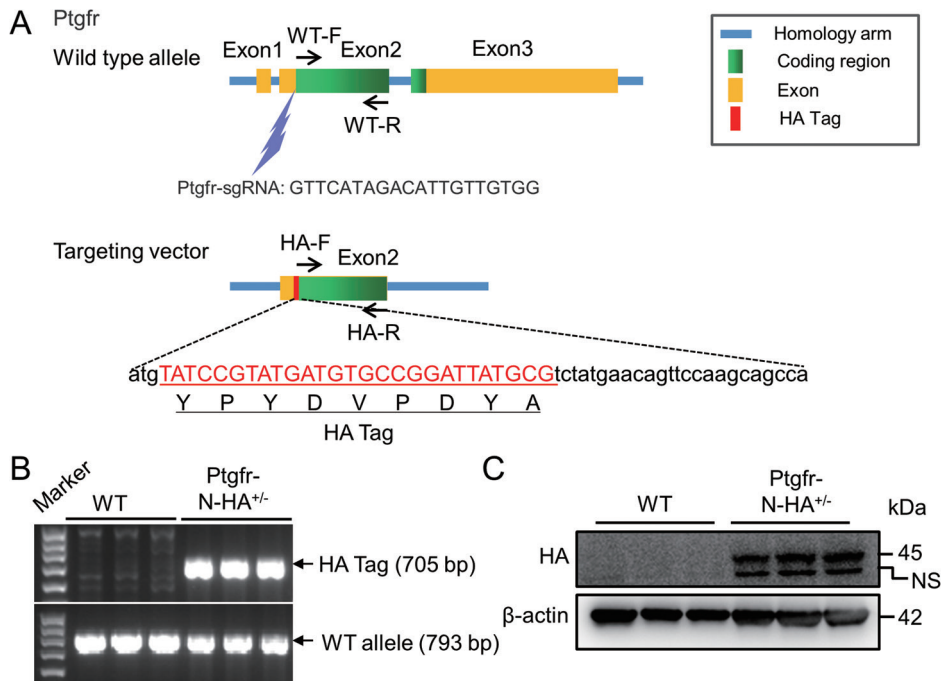 A
Ptgfr
Wild type allele
Exon1
WT-F
Exon2
Exon3
WT-R
Ptgfr-sgRNA: GTTCATAGACATTGTTGTGG
Homology arm
Coding region
Exon
HA Tag
Targeting vector
HA-F
Exon2
HA-R
atgTATCCGTATGATGTGCCGGATTATGCGtctatgaacagttccaagcagcca
Y P Y D V P D Y A
HA Tag
B
Marker
WT
Ptgfr-
N-HA+/-
HA Tag (705 bp)
WT allele (793 bp)
C
WT
Ptgfr-
N-HA+/-
kDa
HA
45
NS
β-actin
42